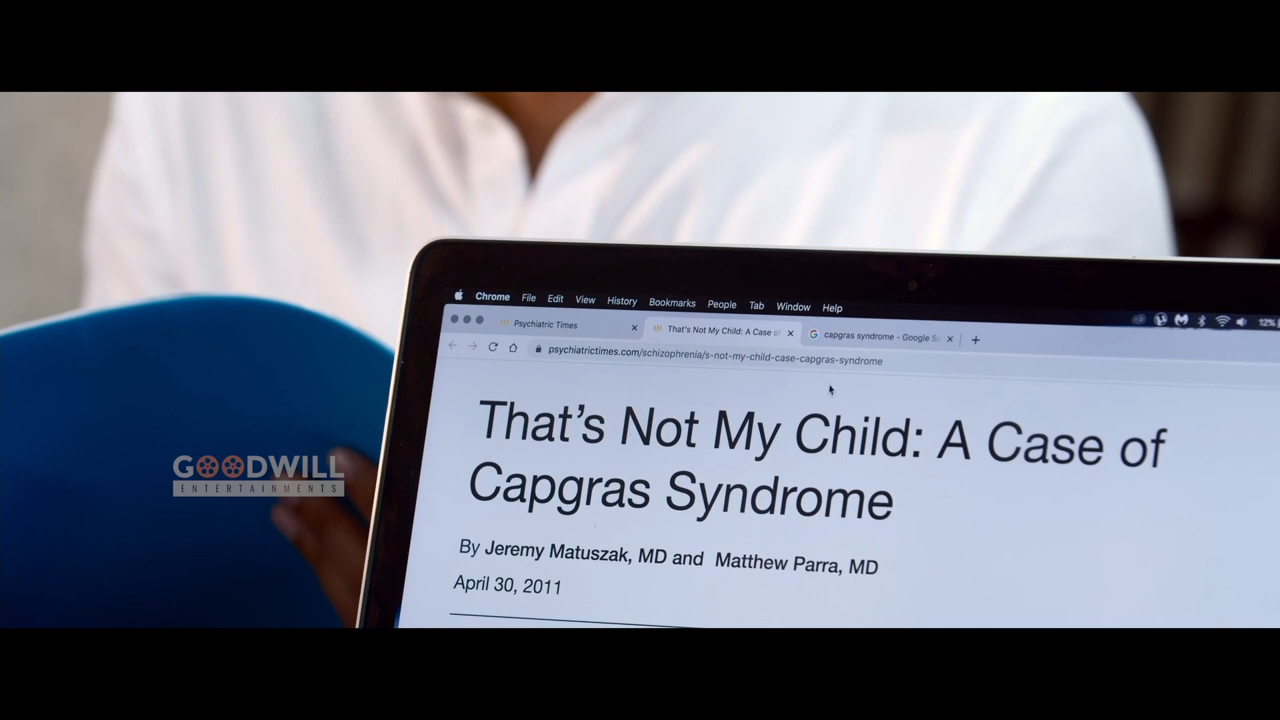 Chrome File Edit View History Bookmarks People Tab Window Help
12%
Psychiatric Times
That's Not My Child: A Case of
capgras syndrome - Google S
psychiatrictimes.com/schizophrenia/s-not-my-child-case-capgras-syndrome
That's Not My Child: A Case of
Capgras Syndrome
By Jeremy Matuszak, MD and Matthew Parra, MD
April 30, 2011
GOODWILL
ENTERTAINMENTS